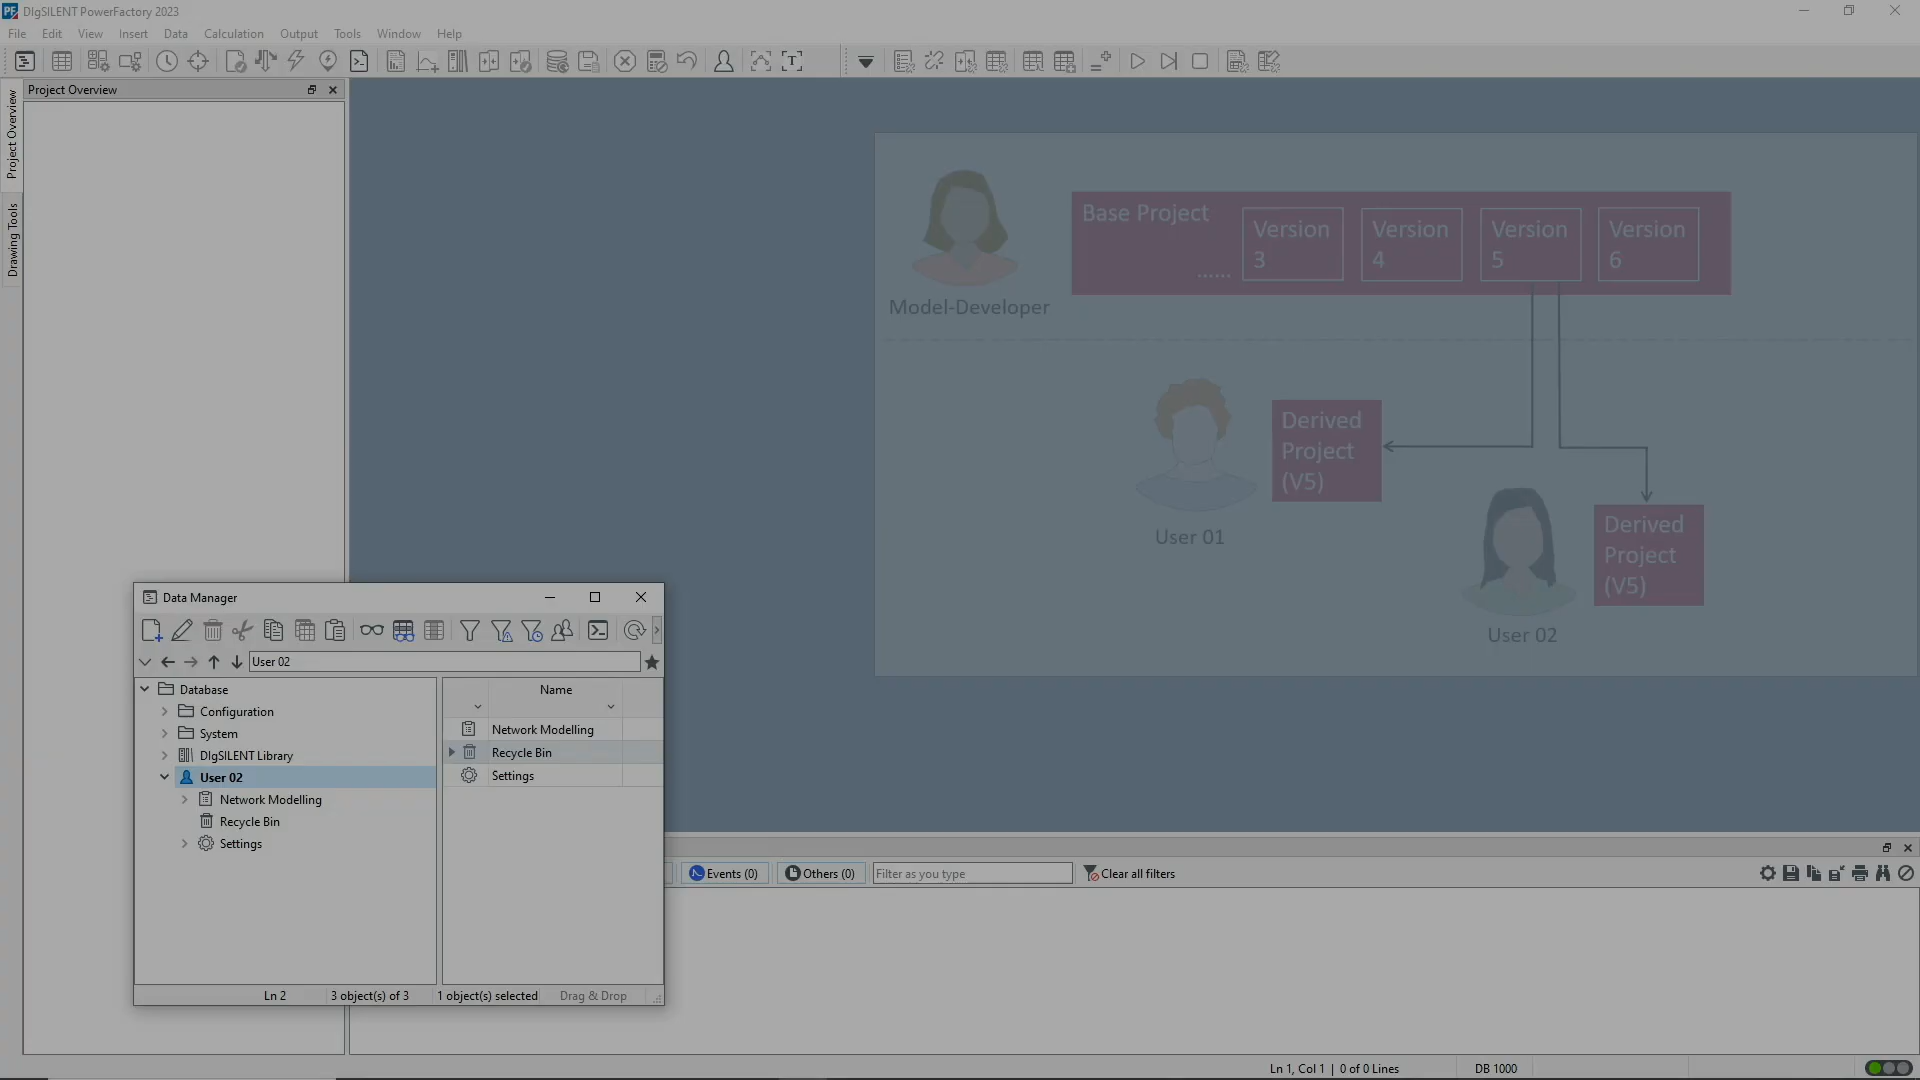 DIgSILENT PowerFactory 2023
File Edit View Insert Data Calculation Output Tools Window Help
Project Overview
Project Overview
Drawing Tools
Base Project
......
Version
3
Version
4
Version
5
Version
6
Model-Developer
Derived
Project
(V5)
User 01
Derived
Project
(V5)
User 02
Data Manager
User 02
Database
Configuration
System
DIgSILENT Library
User 02
Network Modelling
Recycle Bin
Settings
Name
Network Modelling
Recycle Bin
Settings
Ln 2 3 object(s) of 3 1 object(s) selected Drag & Drop
Events (0) Others (0) Filter as you type Clear all filters
Ln 1, Col 1 | 0 of 0 Lines DB 1000